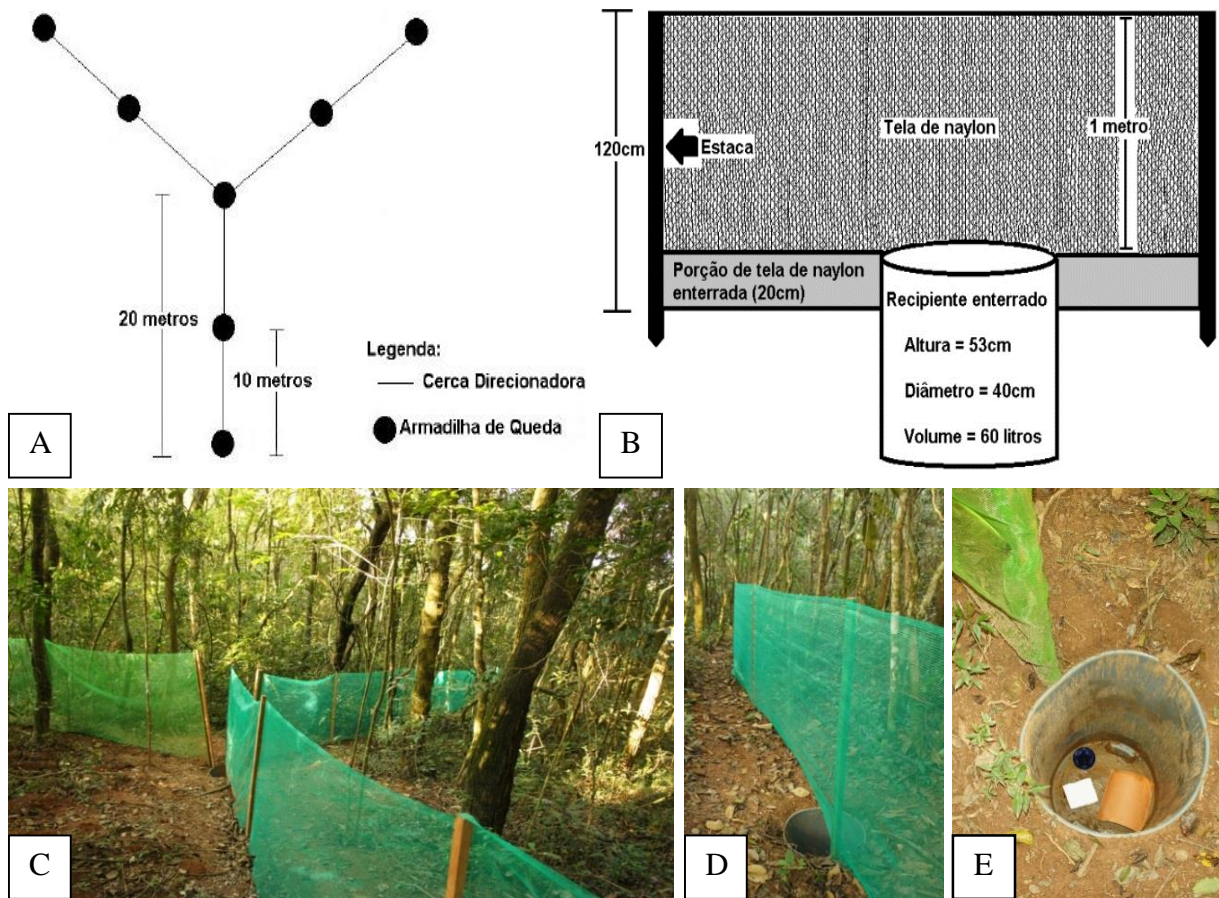 20 metros
10 metros
Legenda:
Cerca Direcionadora
Armadilha de Queda
A
120cm
Estaca
Tela de naylon
1 metro
Porção de tela de naylon
enterrada (20cm)
Recipiente enterrado
Altura = 53cm
Diâmetro = 40cm
Volume = 60 litros
B
C
D
E